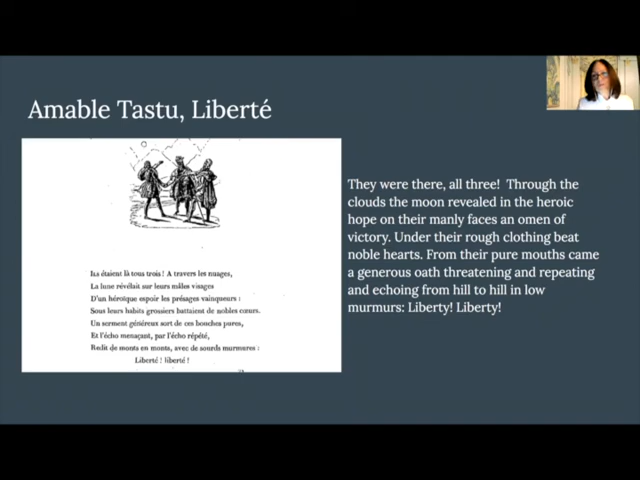 Amable Tastu, Liberté
Ils étaient là tous trois ! A travers les nuages,
La lune révélait sur leurs mâles visages
D'un héroïque espoir les présages vainqueurs :
Sous leurs habits grossiers battaient de nobles cœurs.
Un serment généreux sort de ces bouches pures,
Et l'écho menaçant, par l'écho répété,
Redit de monts en monts, avec de sourds murmures :
Liberté ! liberté !
They were there, all three! Through the
clouds the moon revealed in the heroic
hope on their manly faces an omen of
victory. Under their rough clothing beat
noble hearts. From their pure mouths came
a generous oath threatening and repeating
and echoing from hill to hill in low
murmurs: Liberty! Liberty!